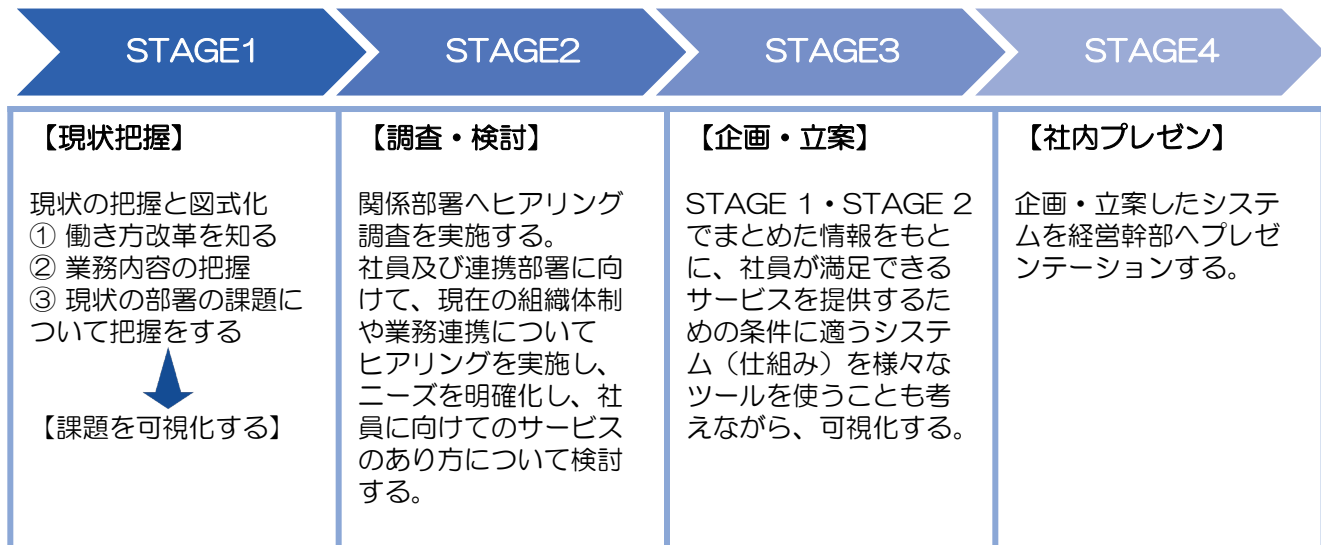 STAGE1
STAGE2
STAGE3
STAGE4
【現状把握】
現状の把握と図式化
① 働き方改革を知る
② 業務内容の把握
③ 現状の部署の課題に
ついて把握をする
【課題を可視化する】
【調査・検討】
関係部署へヒアリング
調査を実施する。
社員及び連携部署に向
けて、現在の組織体制
や業務連携について
ヒアリングを実施し、
ニーズを明確化し、社
員に向けてのサービス
のあり方について検討
する。
【企画・立案】
STAGE 1・STAGE 2
でまとめた情報をもと
に、社員が満足できる
サービスを提供するた
めの条件に適うシステ
ム（仕組み）を様々な
ツールを使うことも考
えながら、可視化する。
【社内プレゼン】
企画・立案したシステ
ムを経営幹部へプレゼ
ンテーションする。